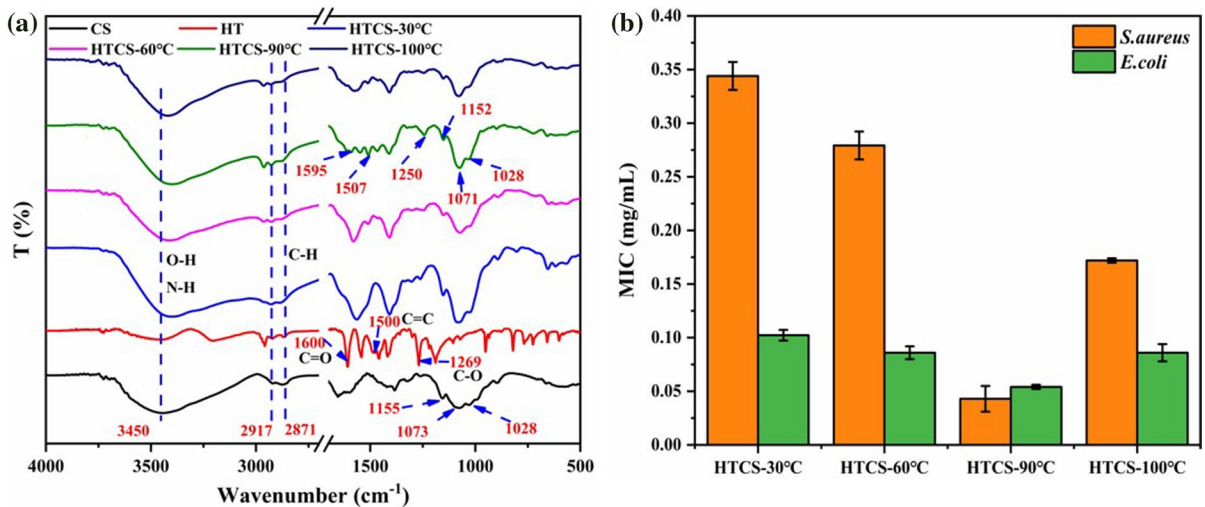 (a)
CS HT HTCS-30℃
HTCS-60℃ HTCS-90℃ HTCS-100℃
1152
1595
1507
1250
1071
1028
O-H
N-H
C-H
1500 C=C
1600
C=O
1269
C-O
1155
1073
1028
3450
2917
2871
T (%)
4000 3500 3000 1500 1000 500
Wavenumber (cm-1)
(b)
S.aureus
E.coli
0.40
0.35
0.30
0.25
0.20
0.15
0.10
0.05
0.00
MIC (mg/mL)
HTCS-30℃ HTCS-60℃ HTCS-90℃ HTCS-100℃